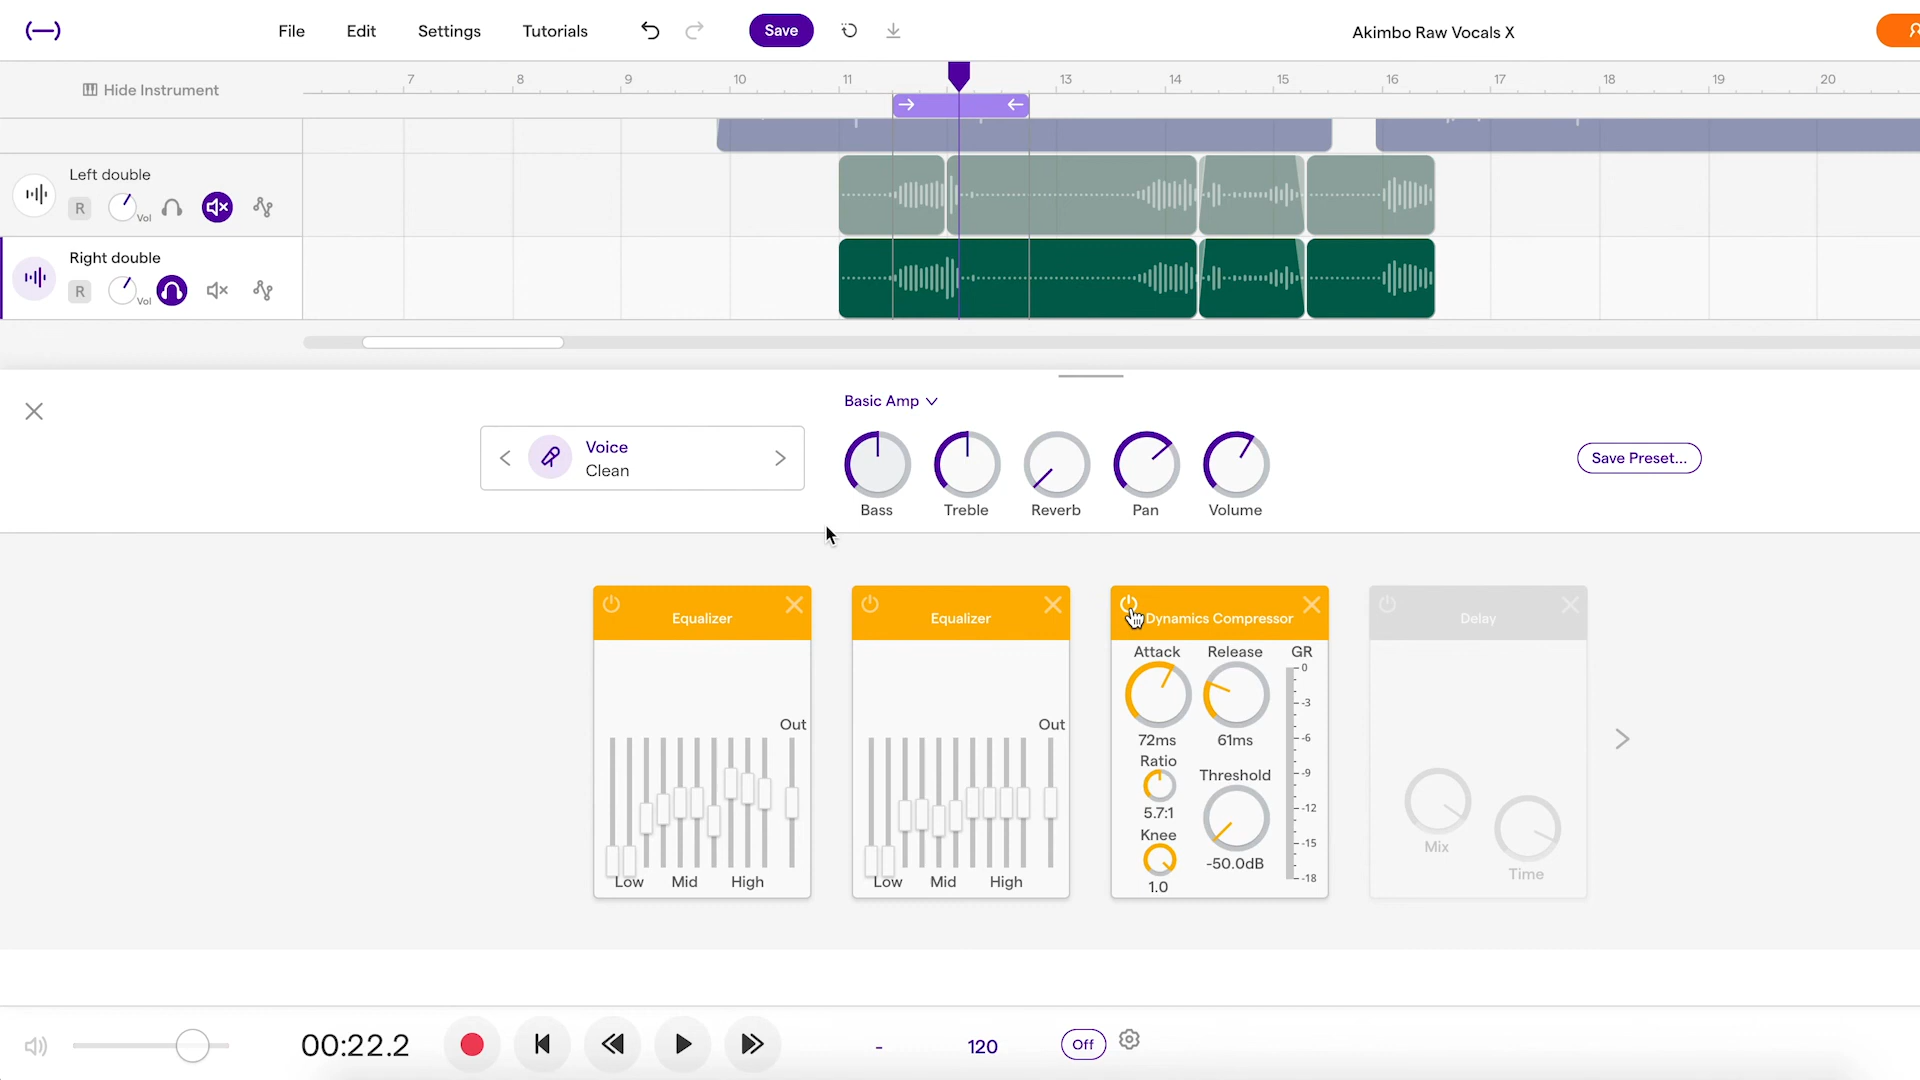 File Edit Settings Tutorials Save Akimbo Raw Vocals X
Hide Instrument 7 8 9 10 11 13 14 15 16 17 18 19 20
Left double
R Vol
Right double
R Vol
Basic Amp
Voice
Clean
Save Preset...
Bass Treble Reverb Pan Volume
Equalizer Equalizer Dynamics Compressor Delay
Attack Release GR
0
-3
Out Out
72ms 61ms -6
Ratio
Threshold -9
5.7:1 -12
Knee
-15
Mix
-50.0dB
Time
Low Mid High Low Mid High 1.0 -18
00:22.2 - 120 Off